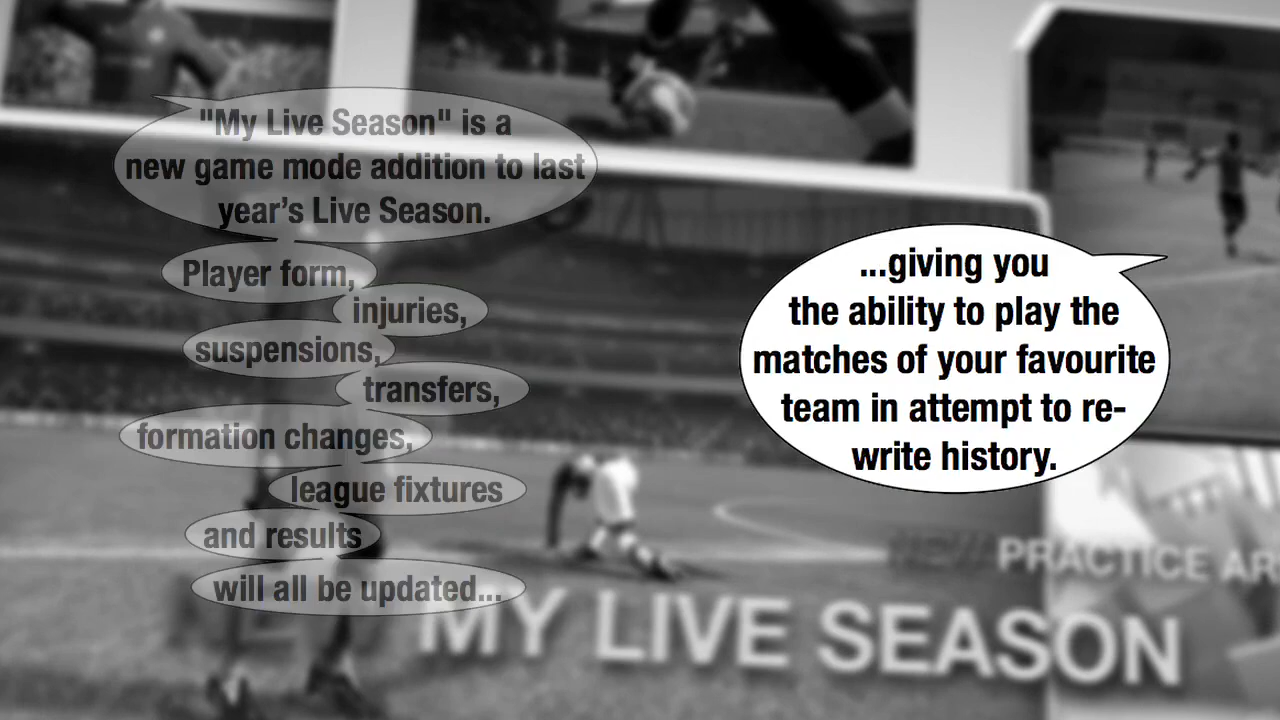 "My Live Season" is a
new game mode addition to last
year's Live Season.
Player form,
injuries,
suspensions,
transfers,
formation changes,
league fixtures
and results
will all be updated...
...giving you
the ability to play the
matches of your favourite
team in attempt to re-
write history.
PRACTICE AR
MY LIVE SEASON